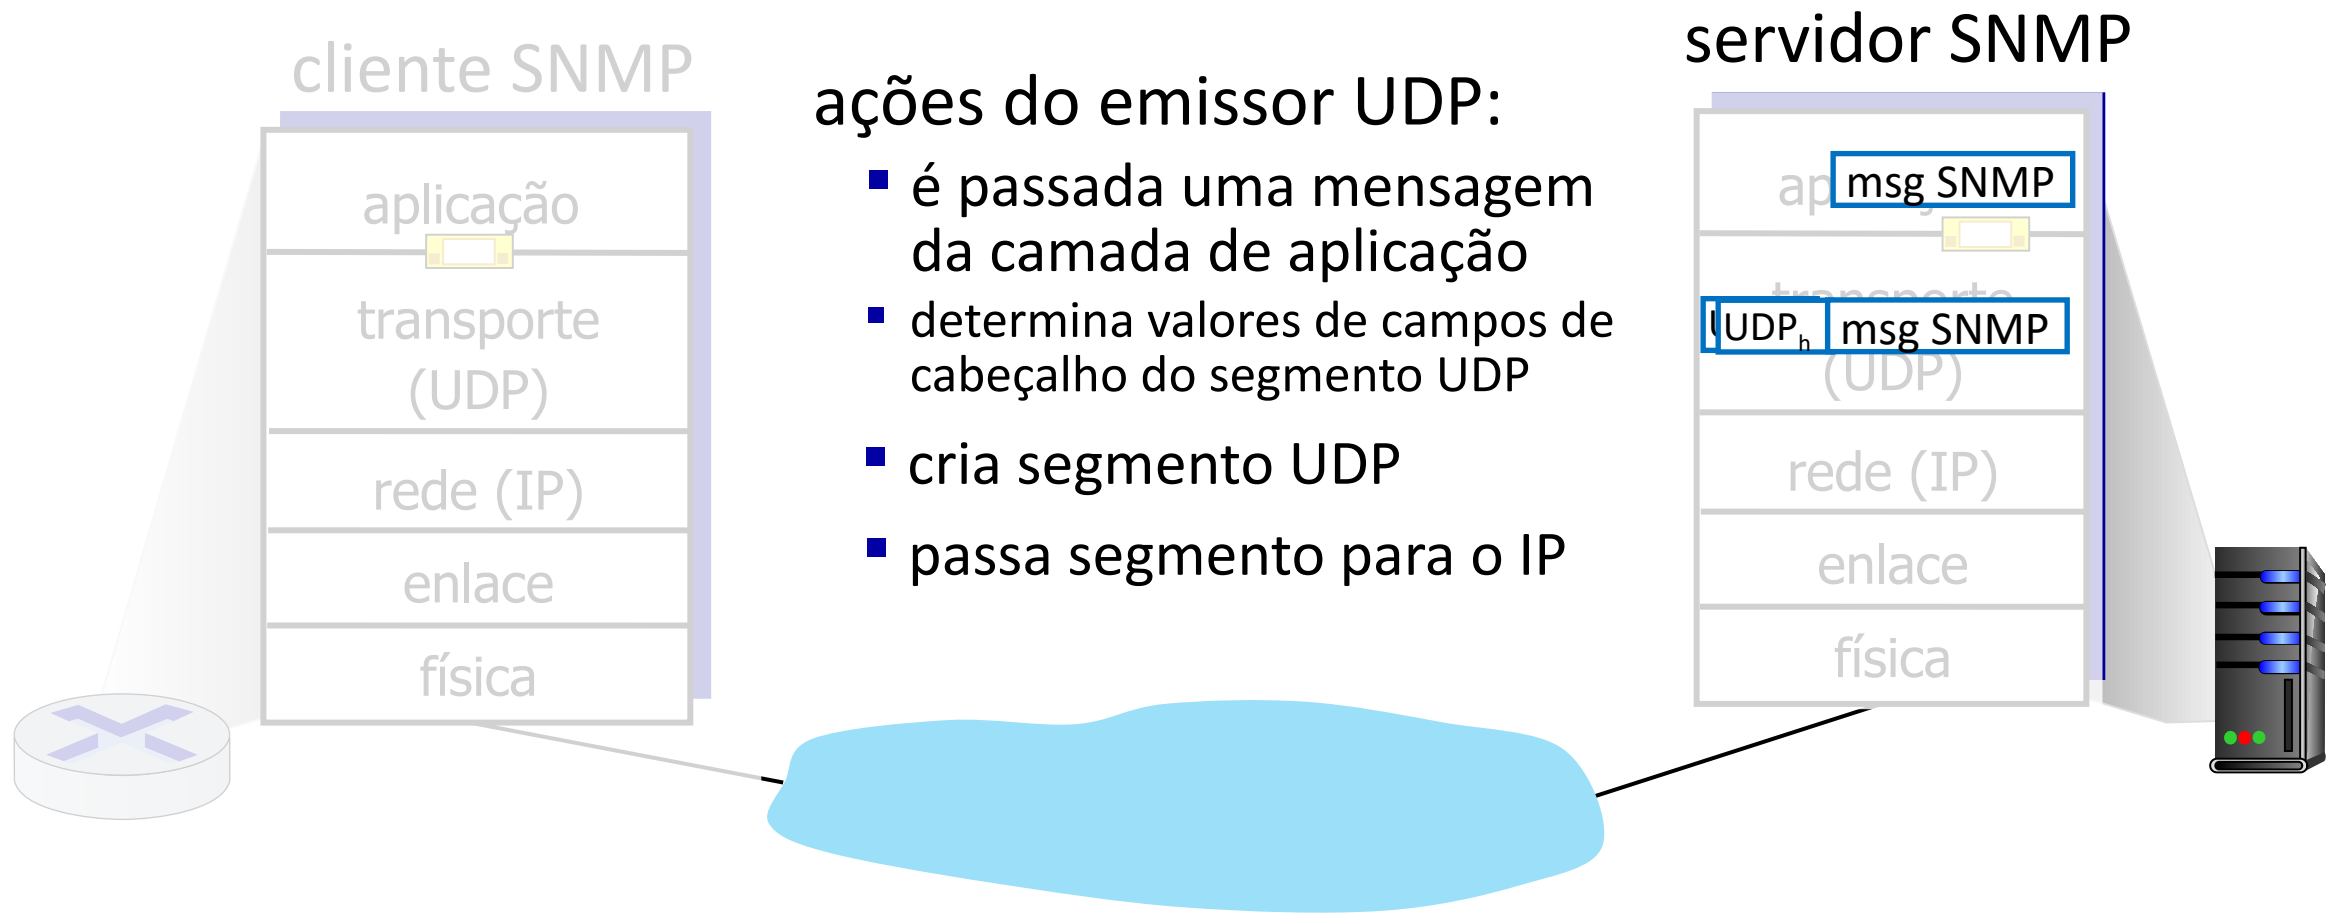 cliente SNMP
aplicação
transporte
(UDP)
rede (IP)
enlace
física
ações do emissor UDP:
é passada uma mensagem
da camada de aplicação
determina valores de campos de
cabeçalho do segmento UDP
cria segmento UDP
passa segmento para o IP
servidor SNMP
msg SNMP
transporte
UDPh msg SNMP
(UDP)
rede (IP)
enlace
física